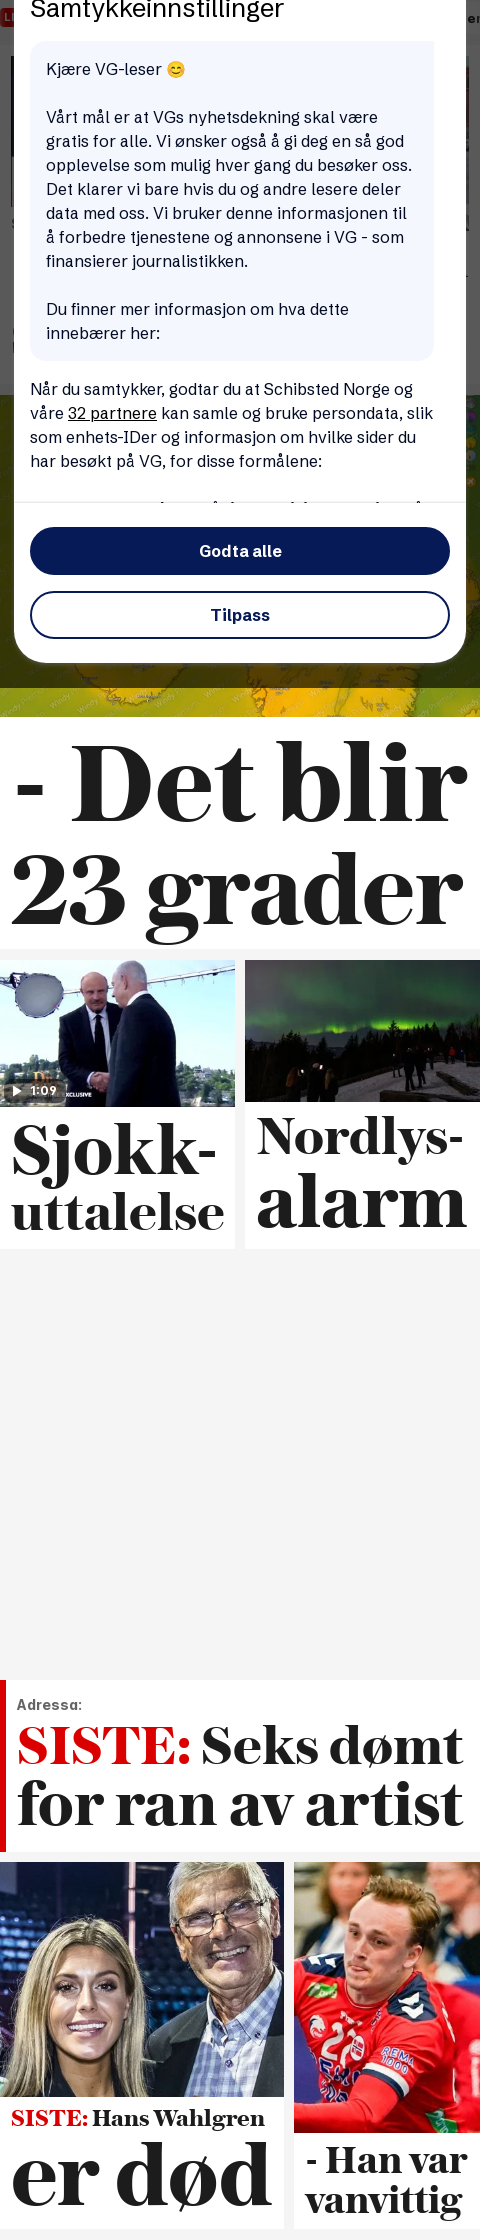 Samtykkeinnstillinger
Kjære VG-leser 😊
Vårt mål er at VGs nyhetsdekning skal være
gratis for alle. Vi ønsker også å gi deg en så god
opplevelse som mulig hver gang du besøker oss.
Det klarer vi bare hvis du og andre lesere deler
data med oss. Vi bruker denne informasjonen til
å forbedre tjenestene og annonsene i VG - som
finansierer journalistikken.
Du finner mer informasjon om hva dette
innebærer her:
Når du samtykker, godtar du at Schibsted Norge og
våre 32 partnere kan samle og bruke persondata, slik
som enhets-IDer og informasjon om hvilke sider du
har besøkt på VG, for disse formålene:
Godta alle
Tilpass
- Det blir
23 grader
1:09
Sjokk-
uttalelse
Nordlys-
alarm
Adressa:
SISTE: Seks dømt
for ran av artist
SISTE: Hans Wahlgren
er død
- Han var
vanvittig